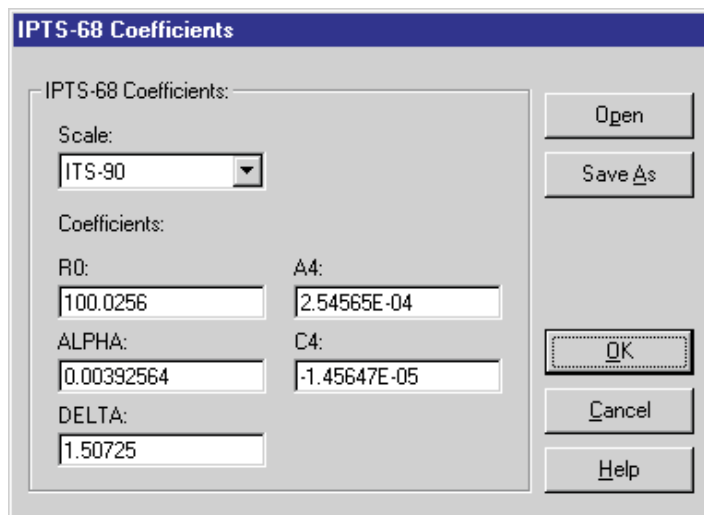 IPTS-68 Coefficients
IPTS-68 Coefficients:
Scale:
ITS-90
Coefficients:
R0:
100.0256
A4:
2.54565E-04
ALPHA:
0.00392564
C4:
-1.45647E-05
DELTA:
1.50725
Open
Save As
OK
Cancel
Help